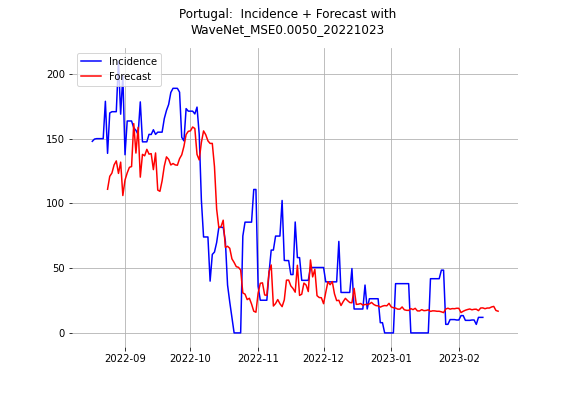 Portugal:  Incidence + Forecast with
WaveNet_MSE0.0050_20221023
Incidence
Forecast
200
150
100
50
0
2022-09
2022-10
2022-11
2022-12
2023-01
2023-02